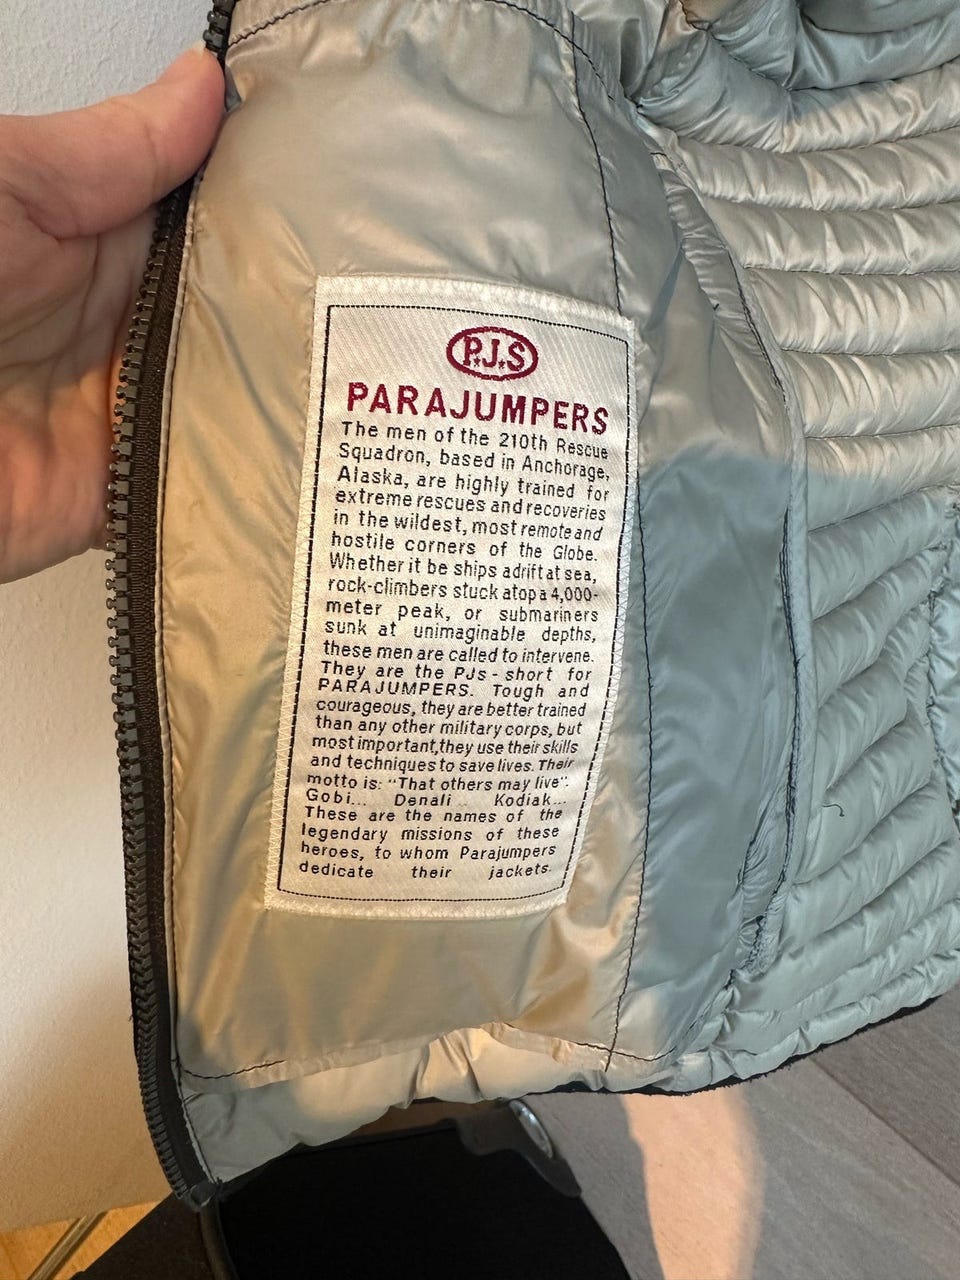 P.J.S
PARAJUMPERS
The men of the 210th Rescue
Squadron, based in Anchorage,
Alaska, are highly trained for
extreme rescues and recoveries
in the wildest, most remote and
hostile corners of the Globe.
Whether it be ships adrift at sea,
rock-climbers stuck atop a 4,000-
meter peak, or submariners
sunk at unimaginable depths,
these men are called to intervene.
They are the PJs - short for
PARAJUMPERS. Tough and
courageous, they are better trained
than any other military corps, but
most important, they use their skills
and techniques to save lives. Their
motto is: "That others may live".
Gobi... Denali... Kodiak...
These are the names of the
legendary missions of these
heroes, to whom Parajumpers
dedicate their jackets.